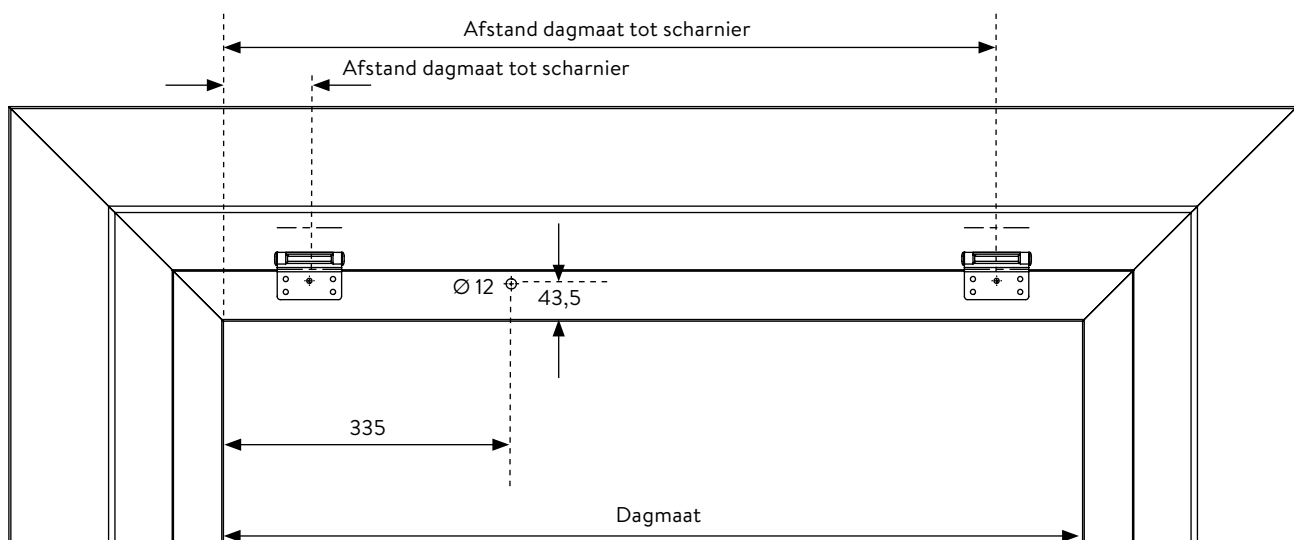 Afstand dagmaat tot scharnier
Afstand dagmaat tot scharnier
Ø 12
43,5
335
Dagmaat